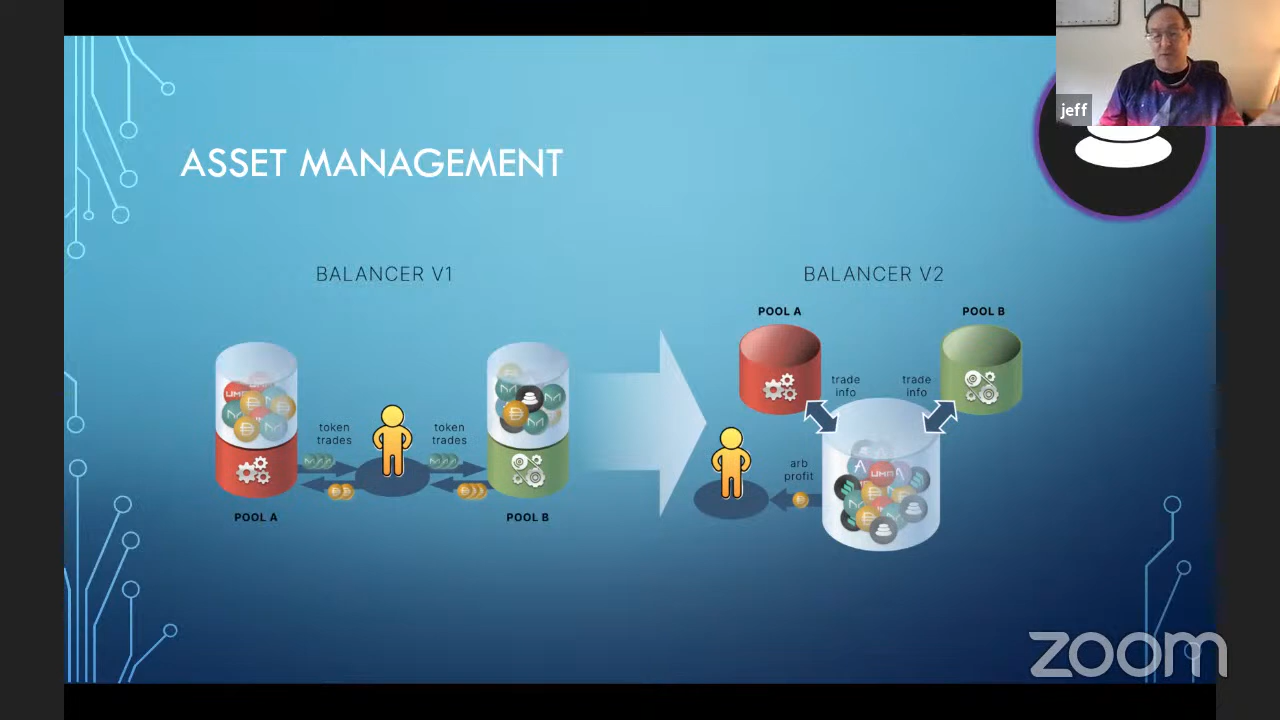 jeff
ASSET MANAGEMENT
BALANCER V1
token
trades
token
trades
POOL A
POOL B
BALANCER V2
POOL A
POOL B
trade
info
trade
info
arb
profit
UMA
zoom